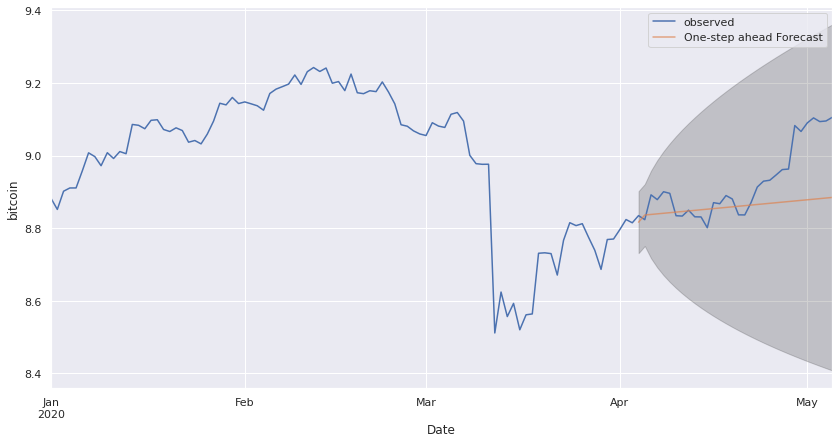 9.4
9.2
9.0
8.8
8.6
8.4
bitcoin
observed
One-step ahead Forecast
Jan Feb Mar Apr May
2020
Date